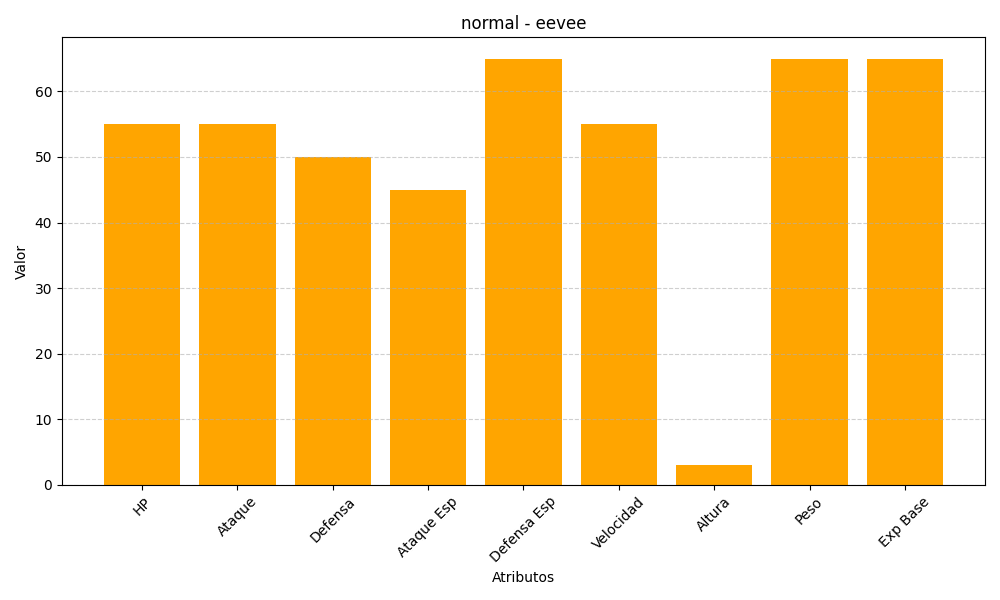 normal - eevee
Valor
60
50
40
30
20
10
0
HP
Ataque
Defensa
Ataque Esp
Defensa Esp
Velocidad
Altura
Peso
Exp Base
Atributos